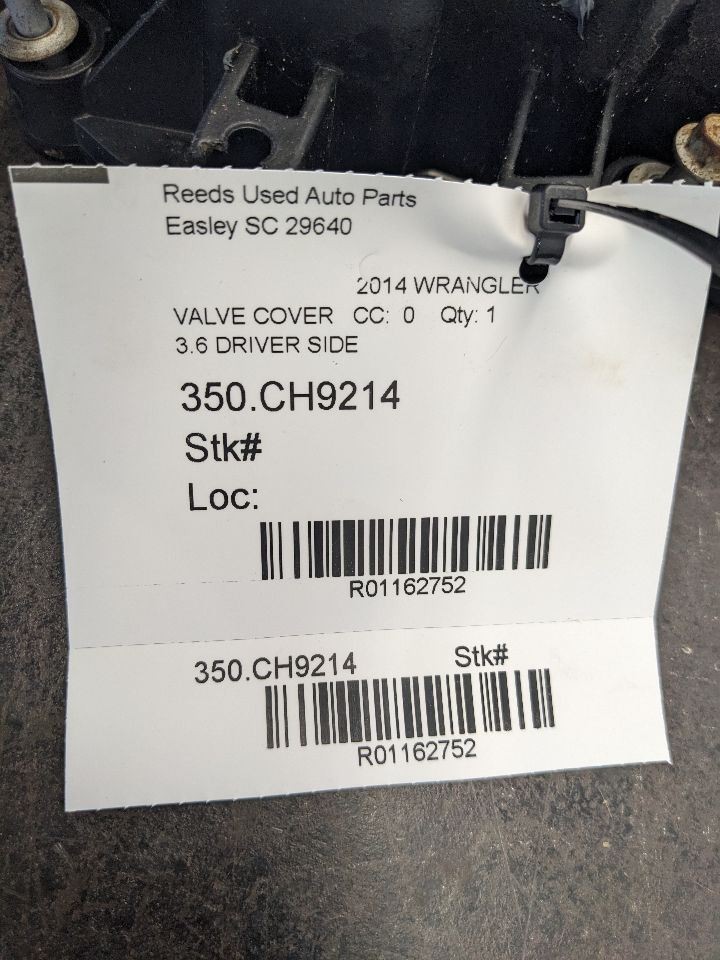 Reeds Used Auto Parts
Easley SC 29640
2014 WRANGLER
VALVE COVER CC: 0 Qty: 1
3.6 DRIVER SIDE
350.CH9214
Stk#
Loc:
R01162752
350.CH9214 Stk#
R01162752